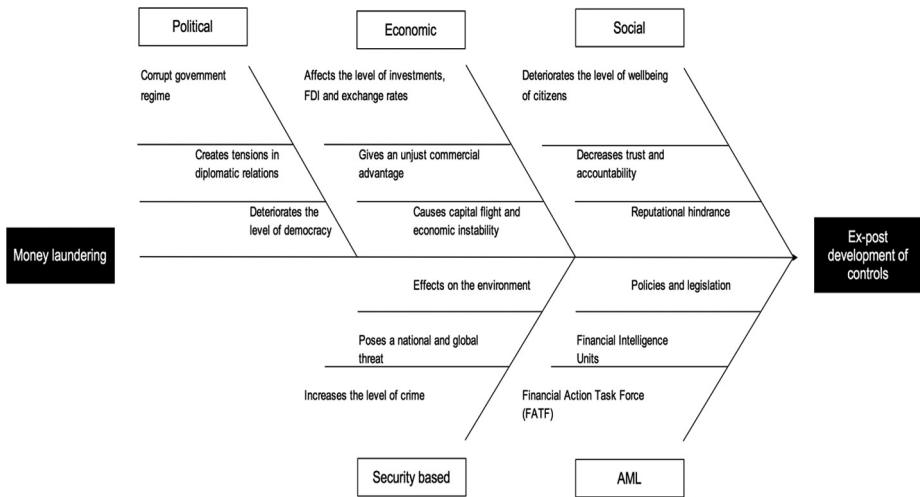 Political
Economic
Social
Corrupt government
regime
Affects the level of investments,
FDI and exchange rates
Deteriorates the level of wellbeing
of citizens
Creates tensions in
diplomatic relations
Gives an unjust commercial
advantage
Decreases trust and
accountability
Deteriorates the
level of democracy
Causes capital flight and
economic instability
Reputational hindrance
Money laundering
Ex-post
development of
controls
Effects on the environment
Policies and legislation
Poses a national and global
threat
Financial Intelligence
Units
Increases the level of crime
Financial Action Task Force
(FATF)
Security based
AML